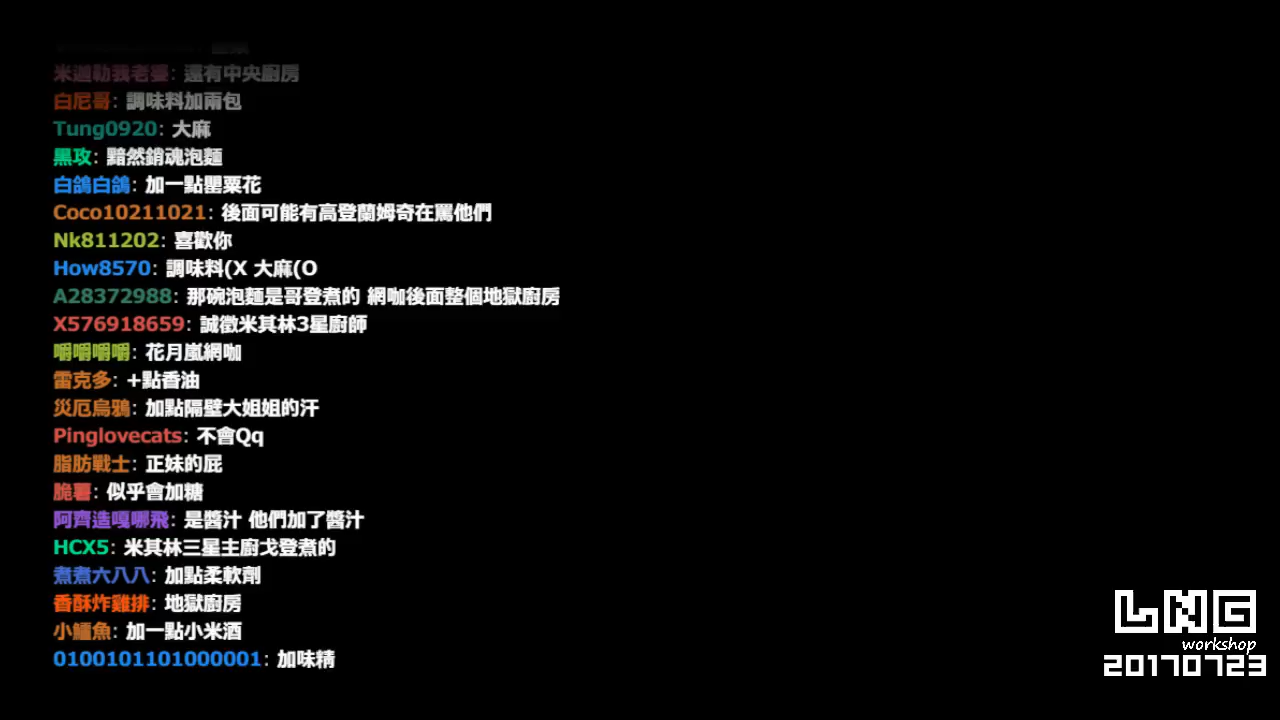 米道勒我老婆: 還有中央廚房
白尼哥: 調味料加兩包
Tung0920: 大麻
黑攻: 黯然銷魂泡麵
白鴿白鴿: 加一點罌粟花
Coco10211021: 後面可能有高登蘭姆奇在罵他們
Nk811202: 喜歡你
How8570: 調味料(X 大麻(O
A28372988: 那碗泡麵是哥登煮的 網咖後面整個地獄廚房
X576918659: 誠徵米其林3星廚師
嚼嚼嚼嚼: 花月嵐網咖
雷克多: +點香油
災厄烏鴉: 加點隔壁大姐姐的汗
Pinglovecats: 不會Qq
脂肪戰士: 正妹的屁
脆薯: 似乎會加糖
阿齊造嘎哪飛: 是醬汁 他們加了醬汁
HCX5: 米其林三星主廚戈登煮的
煮煮六八八: 加點柔軟劑
香酥炸雞排: 地獄廚房
小鱷魚: 加一點小米酒
0100101101000001: 加味精
LNG
workshop
20170723